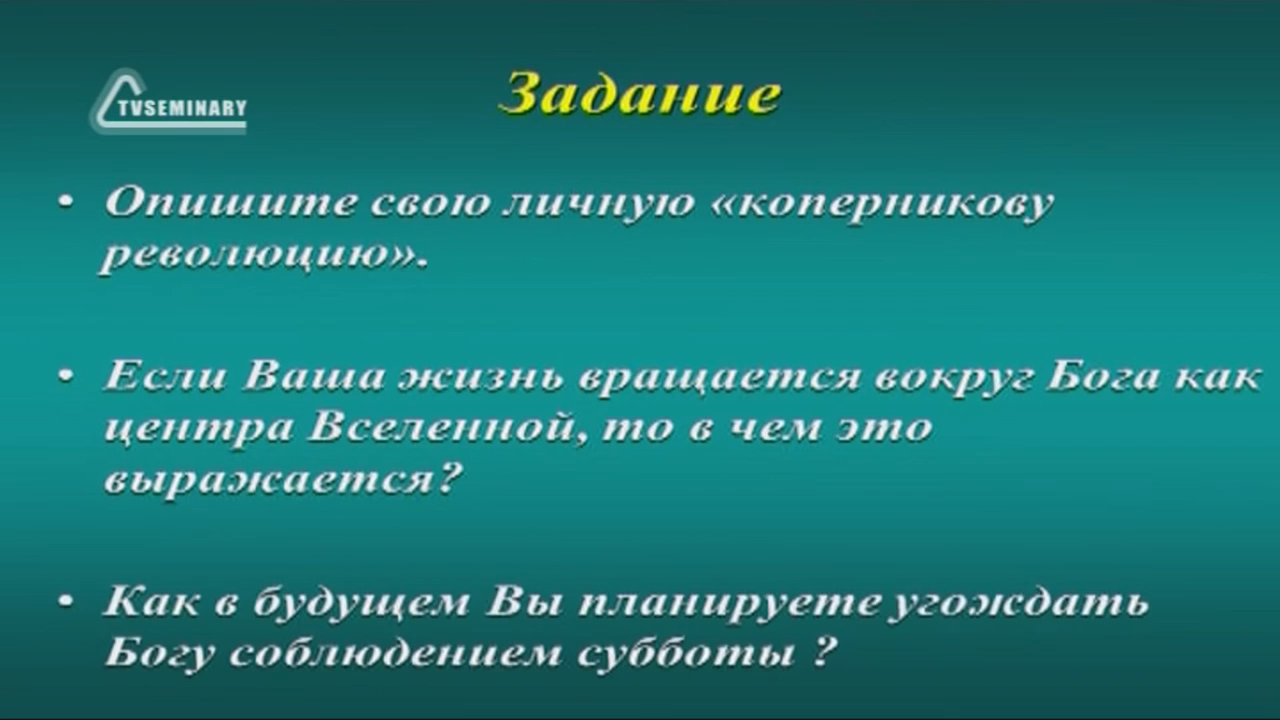 TVSEMINARY
Задание
• Опишите свою личную «коперникову
революцию».
• Если Ваша жизнь вращается вокруг Бога как
центра Вселенной, то в чем это
выражается?
• Как в будущем Вы планируете угождать
Богу соблюдением субботы ?